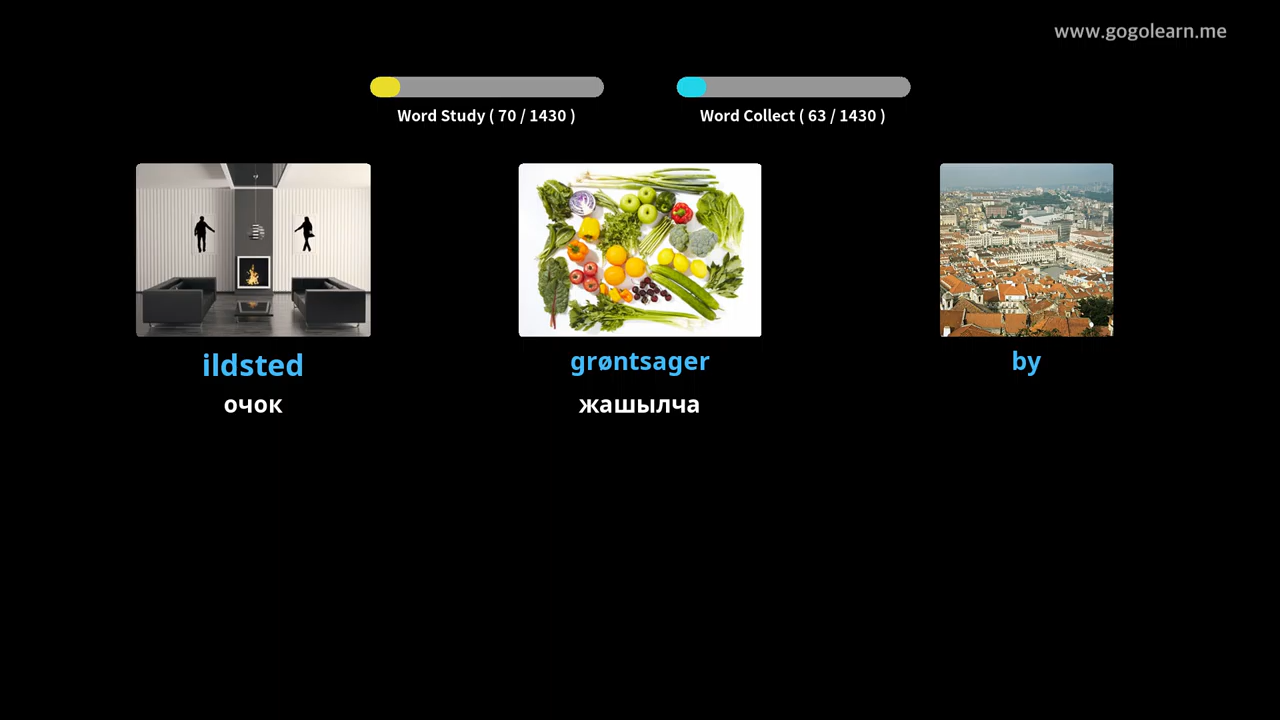 www.gogolearn.me
Word Study ( 70 / 1430 )
Word Collect ( 63 / 1430 )
ildsted
grøntsager
by
очок
жашылча